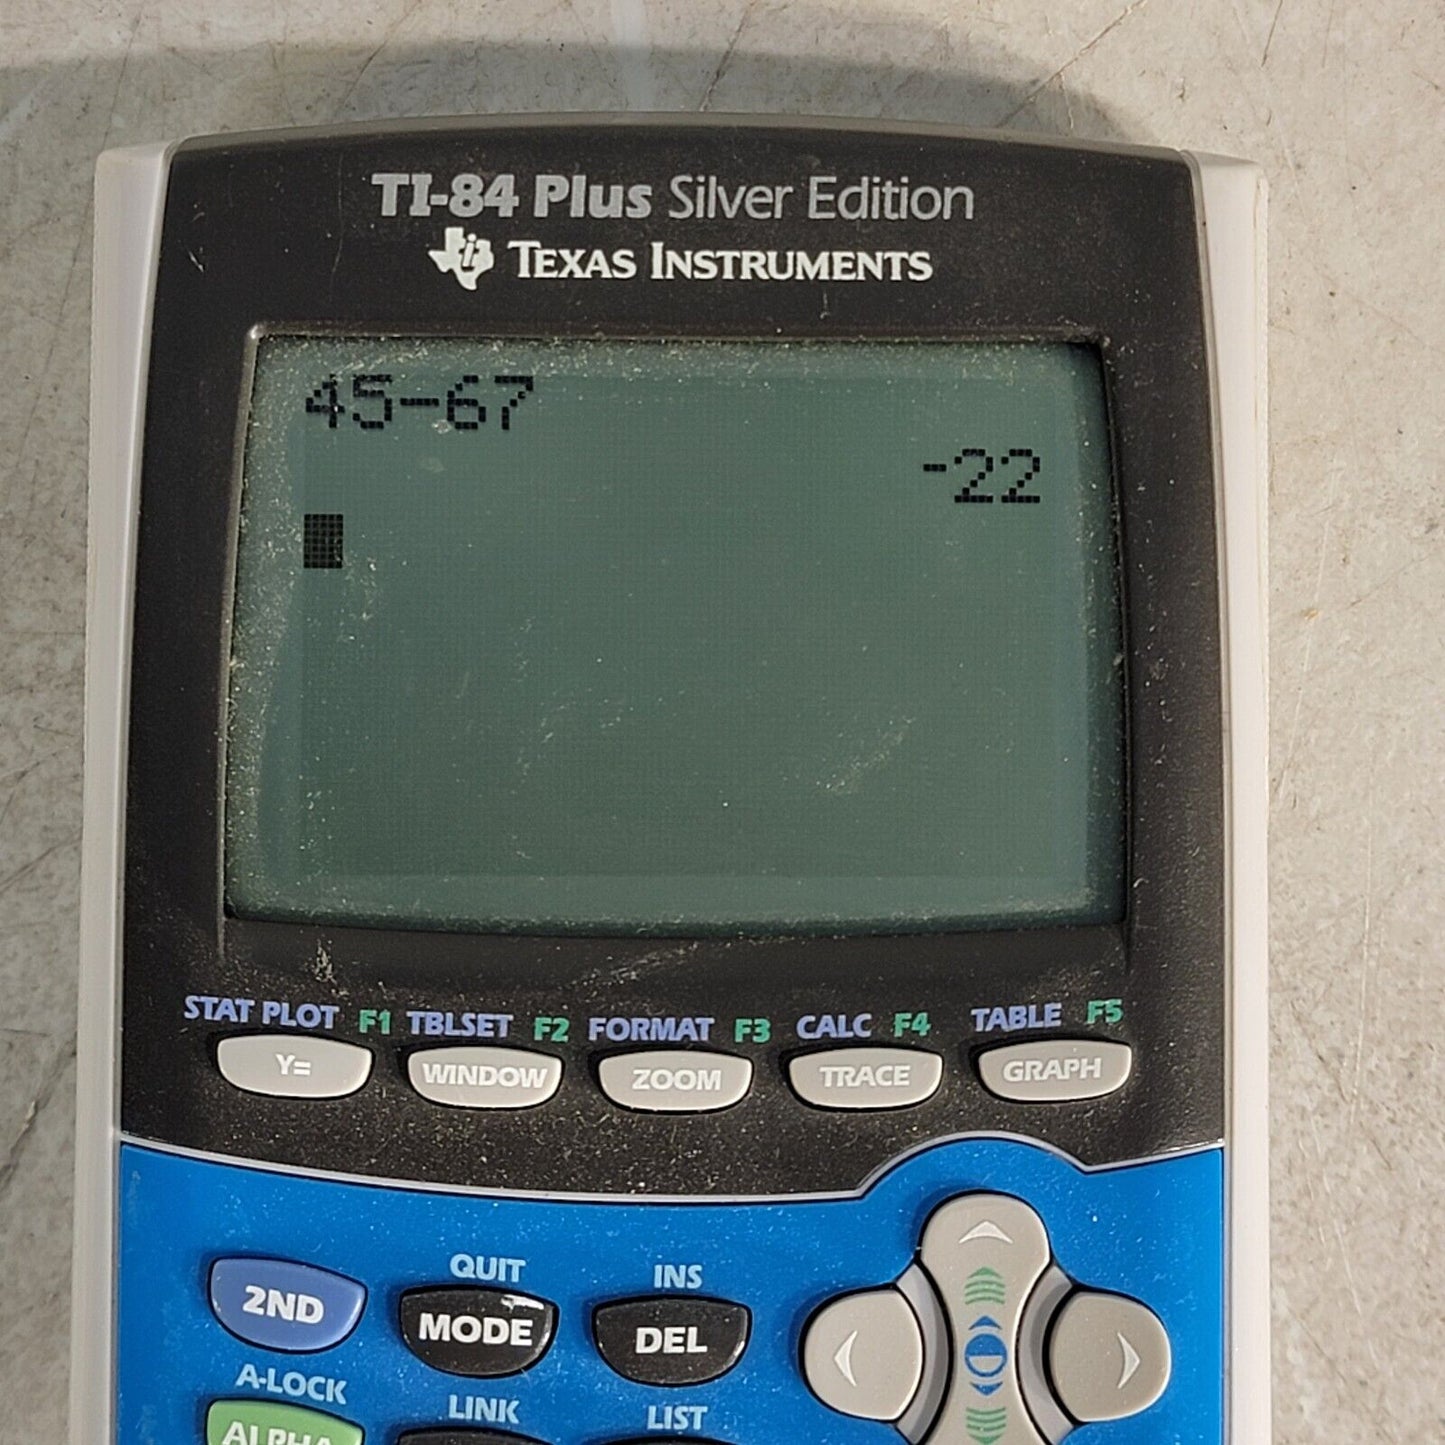 TI-84 Plus Silver Edition
TEXAS INSTRUMENTS
45-67
-22
STAT PLOT F1 TBLSET F2 FORMAT F3 CALC F4 TABLE F5
Y= WINDOW ZOOM TRACE GRAPH
QUIT INS
2ND MODE DEL
A-LOCK LINK LIST
ALPHA